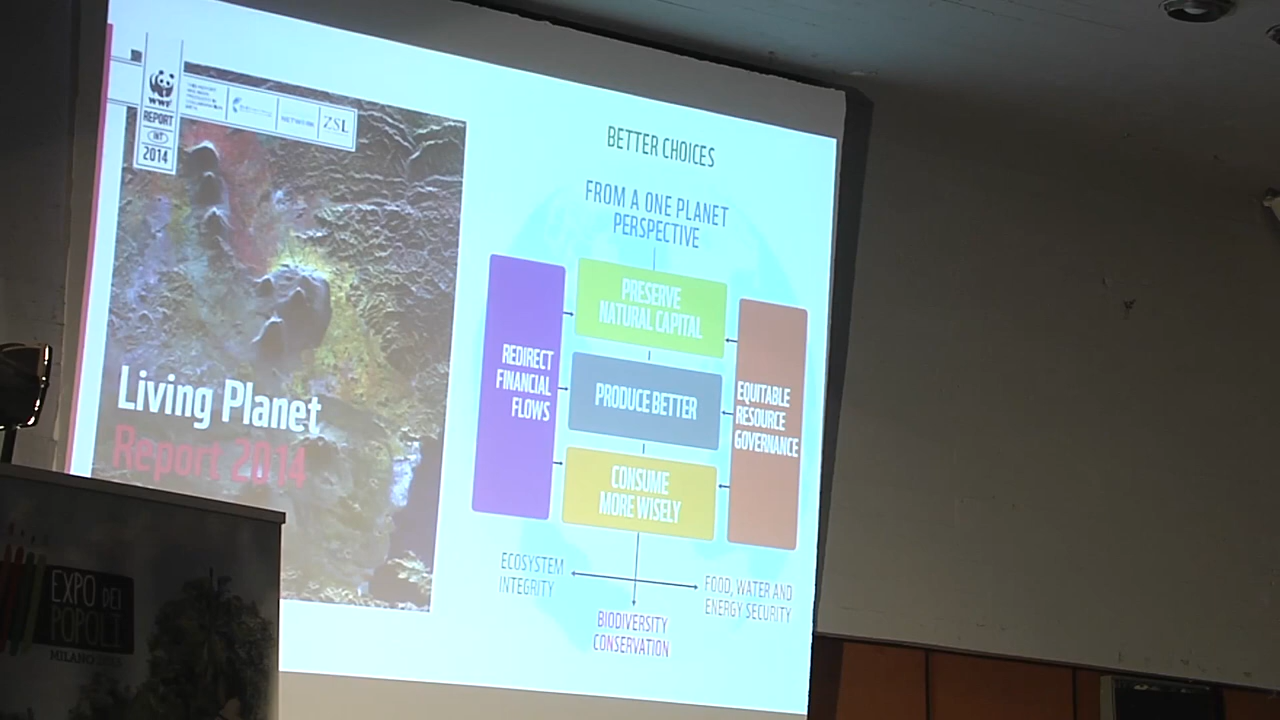 WWF
REPORT
INT
2014
ZSL
Living Planet
Report 2014
BETTER CHOICES
FROM A ONE PLANET
PERSPECTIVE
PRESERVE
NATURAL CAPITAL
REDIRECT
FINANCIAL
FLOWS
PRODUCE BETTER
EQUITABLE
RESOURCE
GOVERNANCE
CONSUME
MORE WISELY
ECOSYSTEM
INTEGRITY
FOOD, WATER AND
ENERGY SECURITY
BIODIVERSITY
CONSERVATION
EXPO DEI
POPOLI